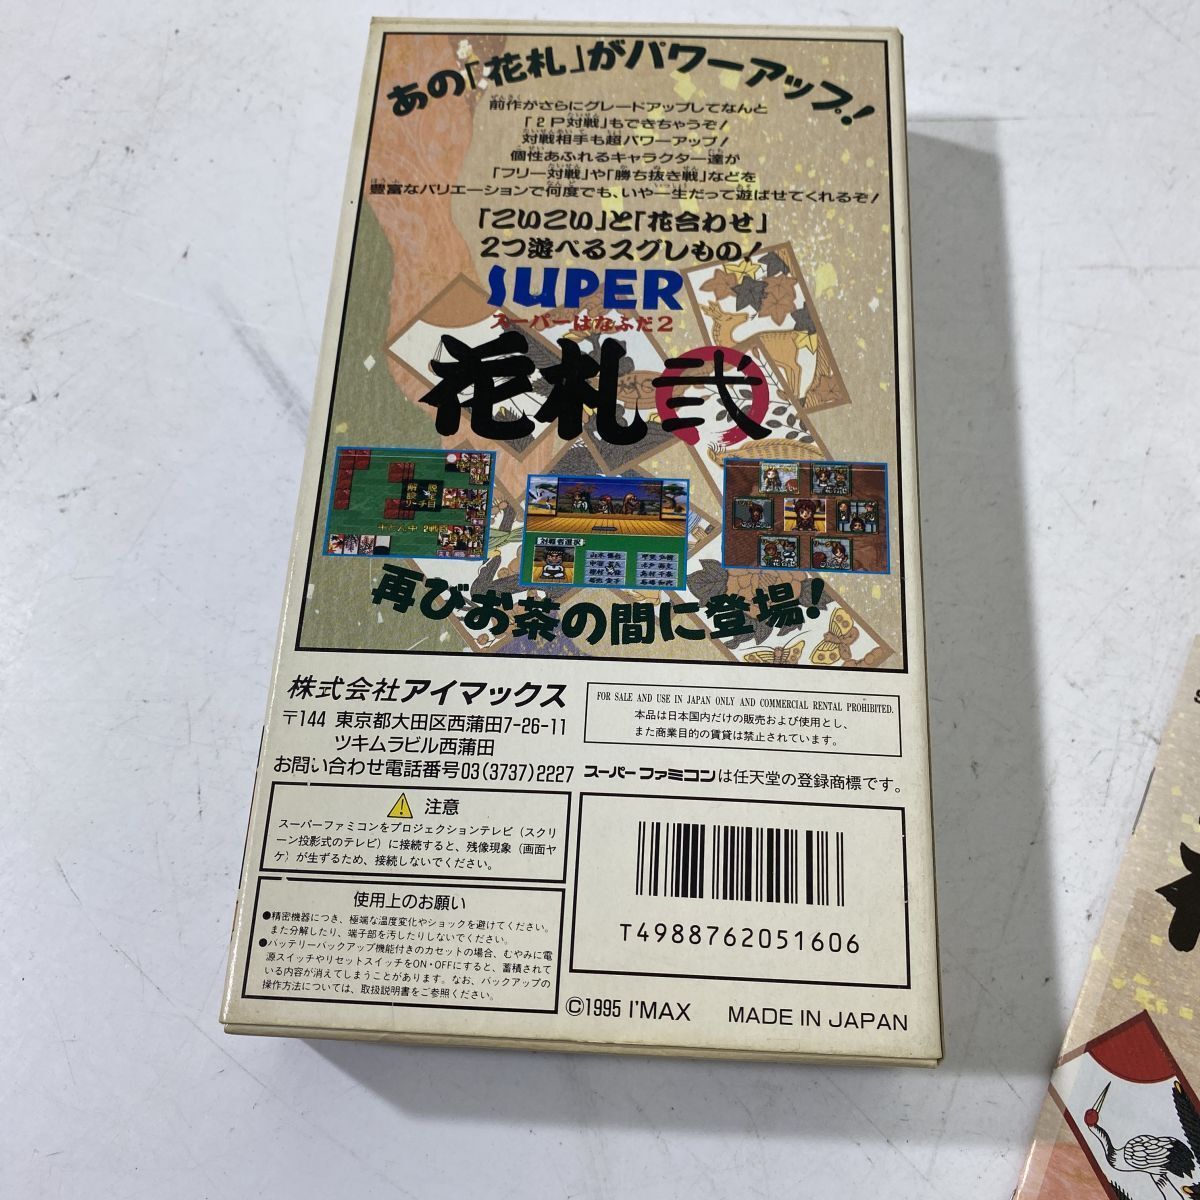 あの「花札」がパワーアップ!
前作がさらにグレードアップしてなんと
「2P対戦」もできちゃうぞ!
対戦相手も超パワーアップ!
個性あふれるキャラクター達が
「フリー対戦」や「勝ち抜き戦」などを
豊富なバリエーションで何度でも、いや一生だって遊ばせてくれるぞ!
「こいこい」と「花合わせ」
2つ遊べるスグレもの!
SUPER
スーパーはなふだ2
花札 弐
対戦者選択
再びお茶の間に登場!
株式会社アイマックス
〒144 東京都大田区西蒲田7-26-11
ツキムラビル西蒲田
お問い合わせ電話番号03(3737)2227
FOR SALE AND USE IN JAPAN ONLY AND COMMERCIAL RENTAL PROHIBITED.
本品は日本国内だけの販売および使用とし、
また商業目的の賃貸は禁止されています。
スーパーファミコンは任天堂の登録商標です。
注意
スーパーファミコンをプロジェクションテレビ(スクリ
ーン投影式のテレビ)に接続すると、残像現象(画面ヤ
ケ)が生ずるため、接続しないでください。
使用上のお願い
●精密機器につき、極端な温度変化やショックを避けてください。
また分解したり、端子部を汚したりしないでください。
●バッテリーバックアップ機能付きのカセットの場合、むやみに電
源スイッチやリセットスイッチをON・OFFにすると、蓄積されて
いる内容が消えてしまうことがあります。なお、バックアップの
操作方法については、取扱説明書をご参照ください。
T4988762051606
©1995 I'MAX MADE IN JAPAN